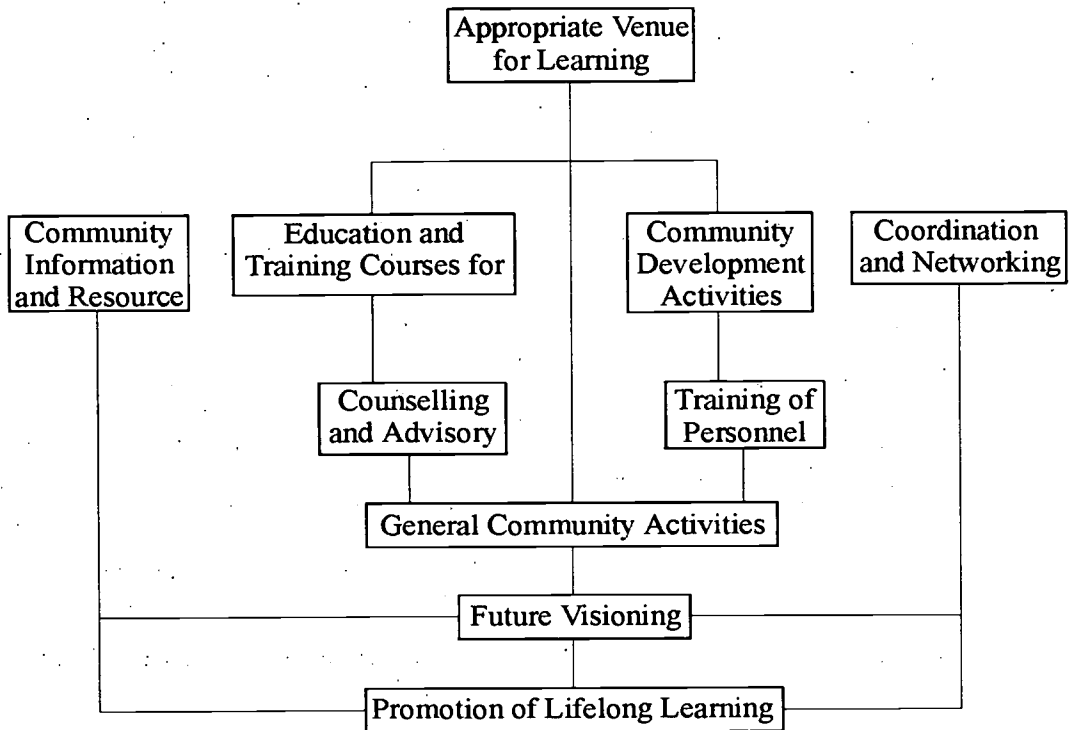 Appropriate Venue
for Learning
Community
Information
and Resource
Education and
Training Courses for
Community
Development
Activities
Coordination
and Networking
Counselling
and Advisory
Training of
Personnel
General Community Activities
Future Visioning
Promotion of Lifelong Learning